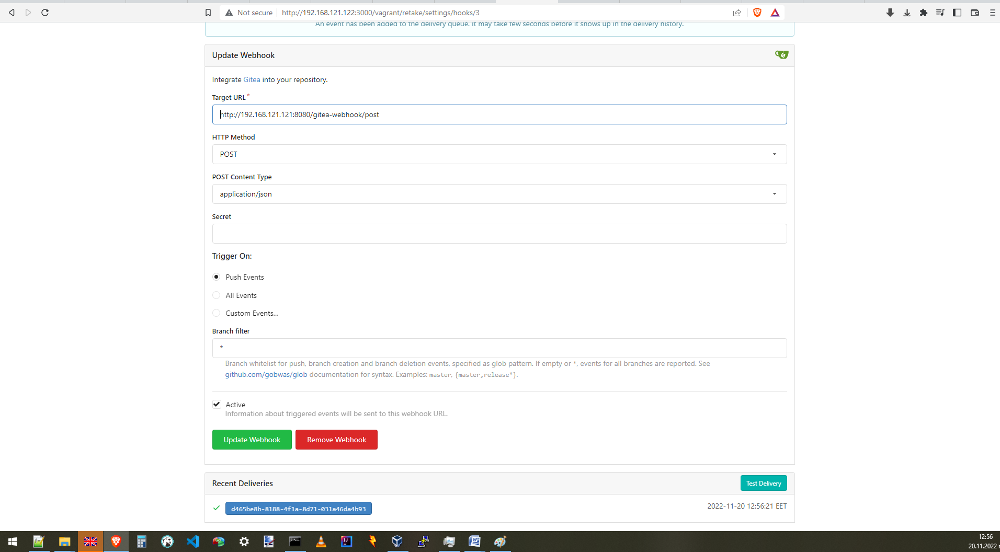 Not secure http://192.168.121.122:3000/vagrant/retake/settings/hooks/3
An event has been added to the delivery queue. It may take few seconds before it shows up in the delivery history.
Update Webhook
Integrate Gitea into your repository.
Target URL*
http://192.168.121.121:8080/gitea-webhook/post
HTTP Method
POST
POST Content Type
application/json
Secret
Trigger On:
Push Events
All Events
Custom Events...
Branch filter
*
Branch whitelist for push, branch creation and branch deletion events, specified as glob pattern. If empty or *, events for all branches are reported. See
github.com/gobwas/glob documentation for syntax. Examples: master, {master,release*}.
Active
Information about triggered events will be sent to this webhook URL.
Update Webhook Remove Webhook
Recent Deliveries Test Delivery
d465be8b-8188-4f1a-8d71-031a46da4b93 2022-11-20 12:56:21 EET
12:56
20.11.2022